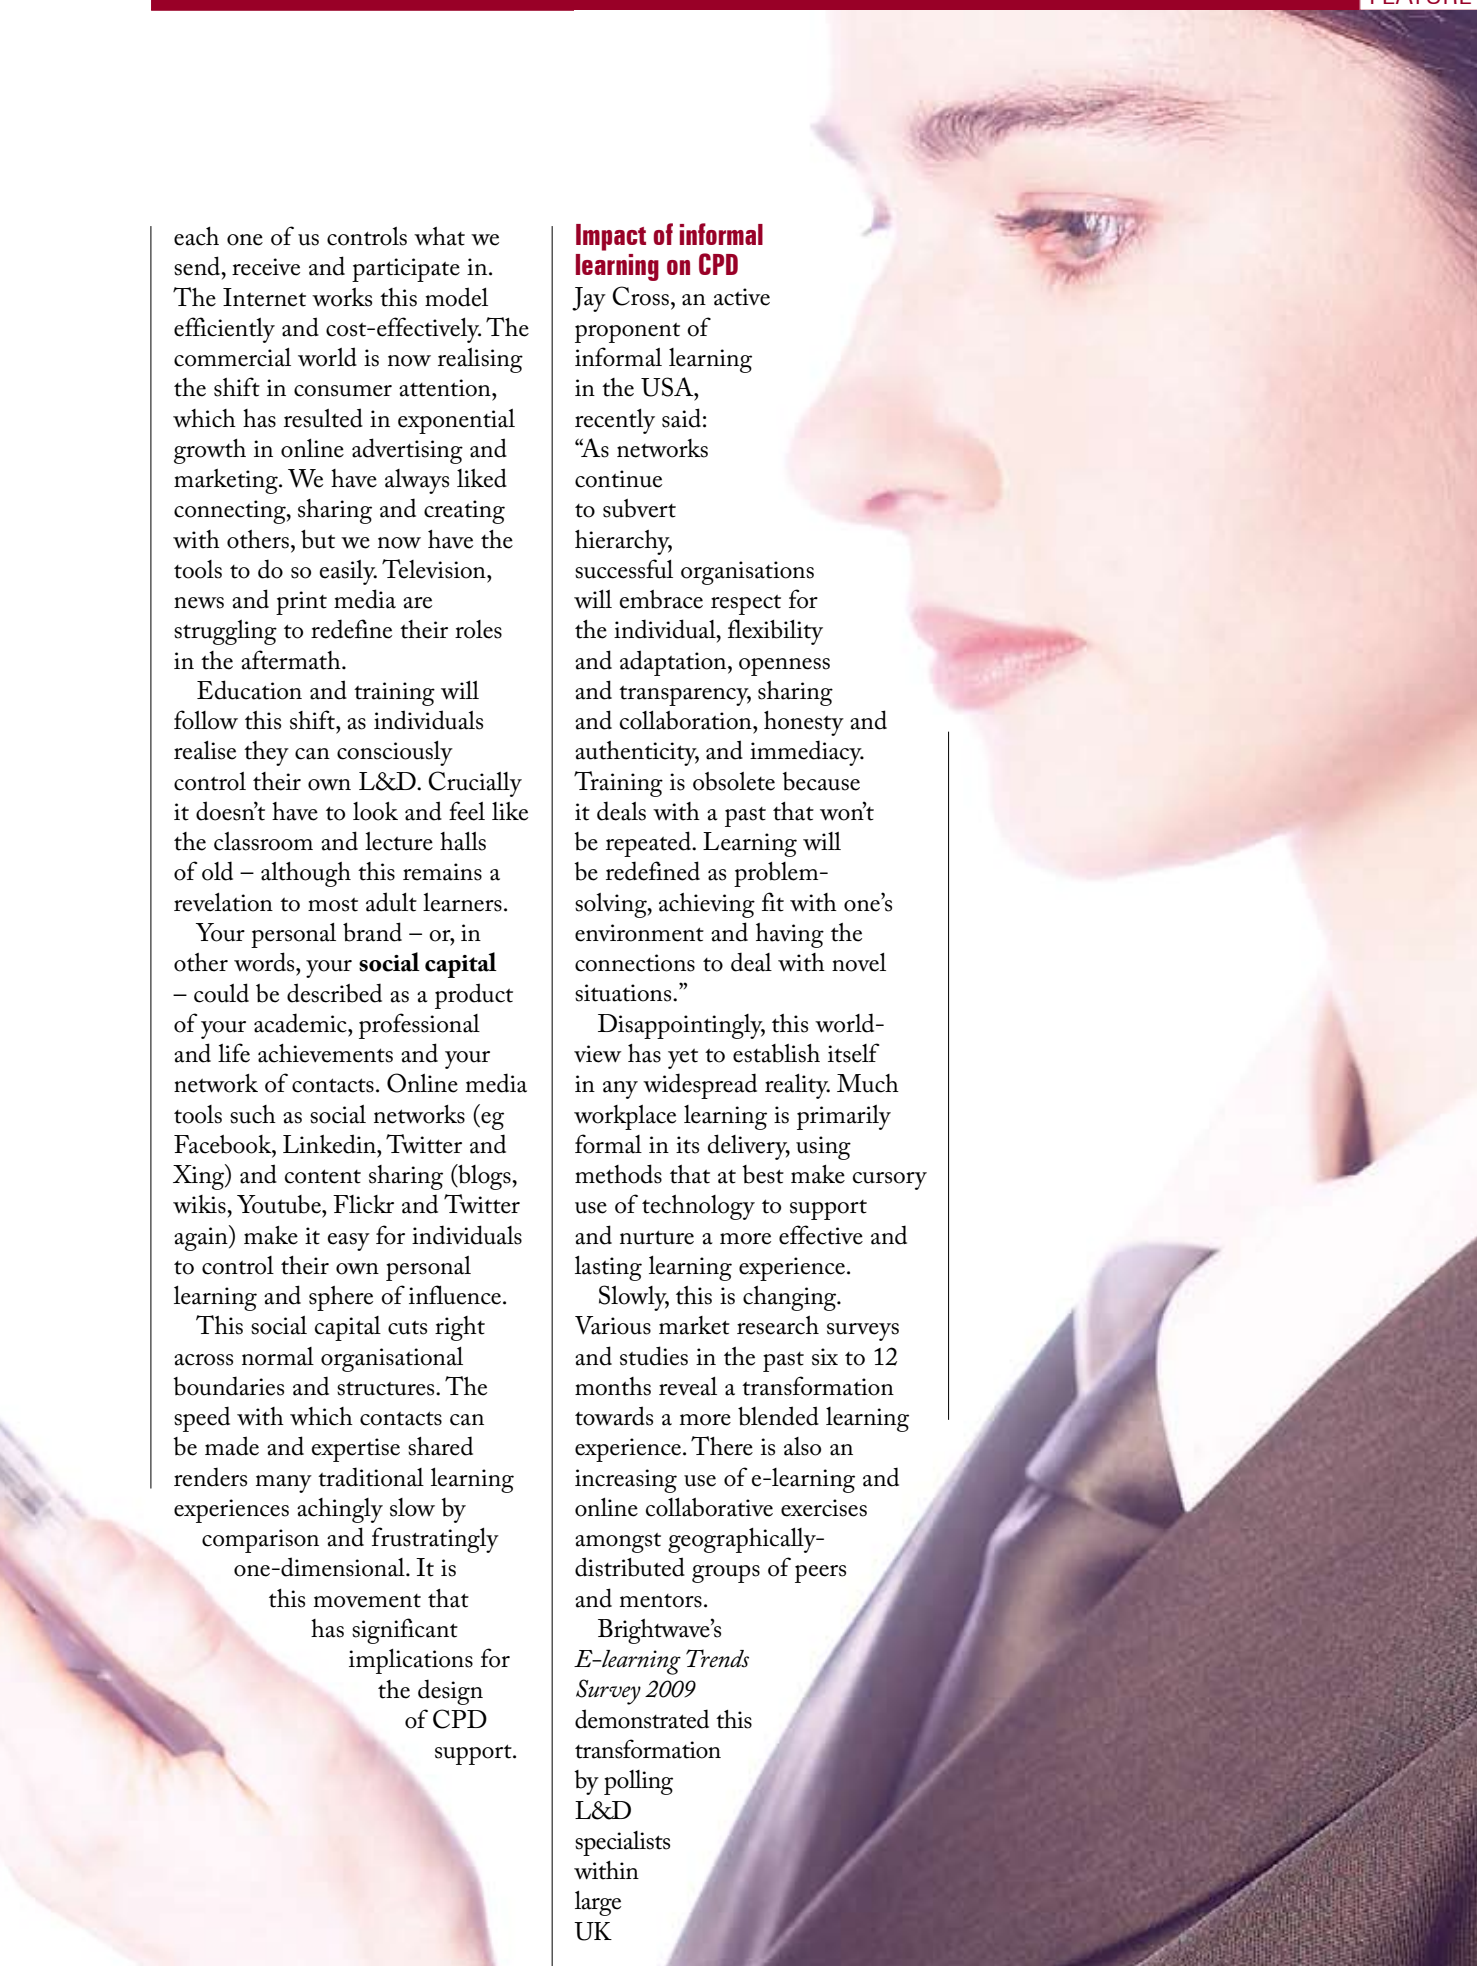 FEATURE
each one of us controls what we
send, receive and participate in.
The Internet works this model
efficiently and cost-effectively. The
commercial world is now realising
the shift in consumer attention,
which has resulted in exponential
growth in online advertising and
marketing. We have always liked
connecting, sharing and creating
with others, but we now have the
tools to do so easily. Television,
news and print media are
struggling to redefine their roles
in the aftermath.
Education and training will
follow this shift, as individuals
realise they can consciously
control their own L&D. Crucially
it doesn’t have to look and feel like
the classroom and lecture halls
of old – although this remains a
revelation to most adult learners.
Your personal brand – or, in
other words, your social capital
– could be described as a product
of your academic, professional
and life achievements and your
network of contacts. Online media
tools such as social networks (eg
Facebook, Linkedin, Twitter and
Xing) and content sharing (blogs,
wikis, Youtube, Flickr and Twitter
again) make it easy for individuals
to control their own personal
learning and sphere of influence.
This social capital cuts right
across normal organisational
boundaries and structures. The
speed with which contacts can
be made and expertise shared
renders many traditional learning
experiences achingly slow by
comparison and frustratingly
one-dimensional. It is
this movement that
has significant
implications for
the design
of CPD
support.
Impact of informal
learning on CPD
Jay Cross, an active
proponent of
informal learning
in the USA,
recently said:
“As networks
continue
to subvert
hierarchy,
successful organisations
will embrace respect for
the individual, flexibility
and adaptation, openness
and transparency, sharing
and collaboration, honesty and
authenticity, and immediacy.
Training is obsolete because
it deals with a past that won’t
be repeated. Learning will
be redefined as problem-
solving, achieving fit with one’s
environment and having the
connections to deal with novel
situations.”
Disappointingly, this world-
view has yet to establish itself
in any widespread reality. Much
workplace learning is primarily
formal in its delivery, using
methods that at best make cursory
use of technology to support
and nurture a more effective and
lasting learning experience.
Slowly, this is changing.
Various market research surveys
and studies in the past six to 12
months reveal a transformation
towards a more blended learning
experience. There is also an
increasing use of e-learning and
online collaborative exercises
amongst geographically-
distributed groups of peers
and mentors.
Brightwave’s
E-learning Trends
Survey 2009
demonstrated this
transformation
by polling
L&D
specialists
within
large
UK